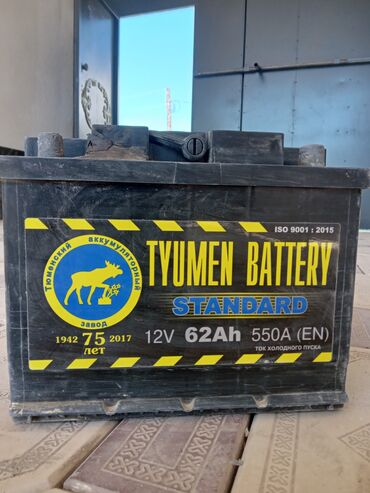 ISO 9001 : 2015
Тюменский аккумуляторный
завод
1942 75 2017
лет
TYUMEN BATTERY
STANDARD
12V 62Ah 550A (EN)
ТОК ХОЛОДНОГО ПУСКА